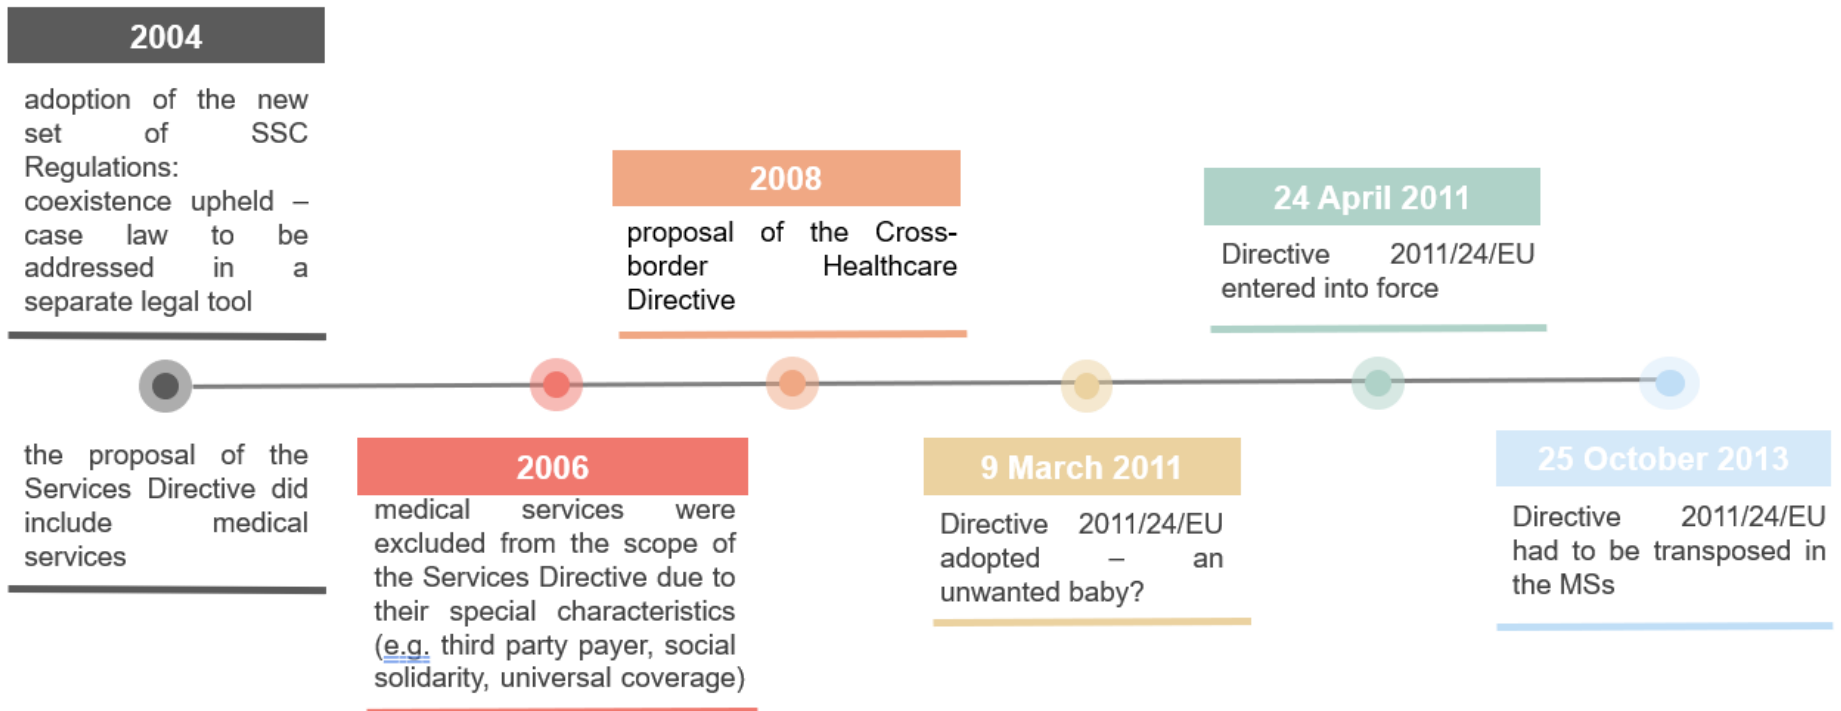 2004
adoption of the new
set of SSC
Regulations:
coexistence upheld –
case law to be
addressed in a
separate legal tool
the proposal of the
Services Directive did
include medical
services
2006
medical services were
excluded from the scope of
the Services Directive due to
their special characteristics
(e.g. third party payer, social
solidarity, universal coverage)
2008
proposal of the Cross-
border Healthcare
Directive
9 March 2011
Directive 2011/24/EU
adopted – an
unwanted baby?
24 April 2011
Directive 2011/24/EU
entered into force
25 October 2013
Directive 2011/24/EU
had to be transposed in
the MSs